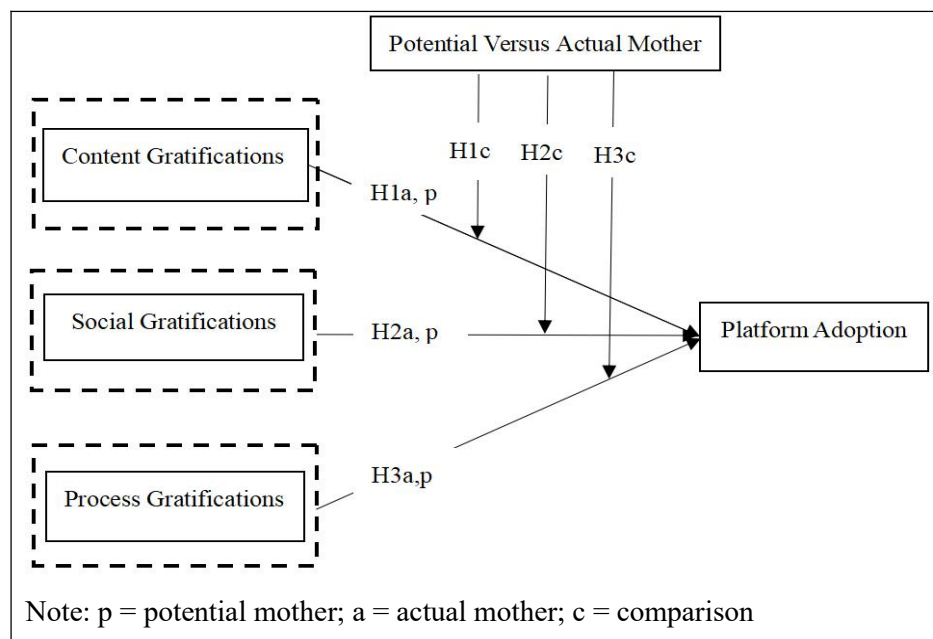 Potential Versus Actual Mother
Content Gratifications
H1c
H2c
H3c
H1a, p
Social Gratifications
H2a, p
Platform Adoption
H3a,p
Process Gratifications
Note: p = potential mother; a = actual mother; c = comparison